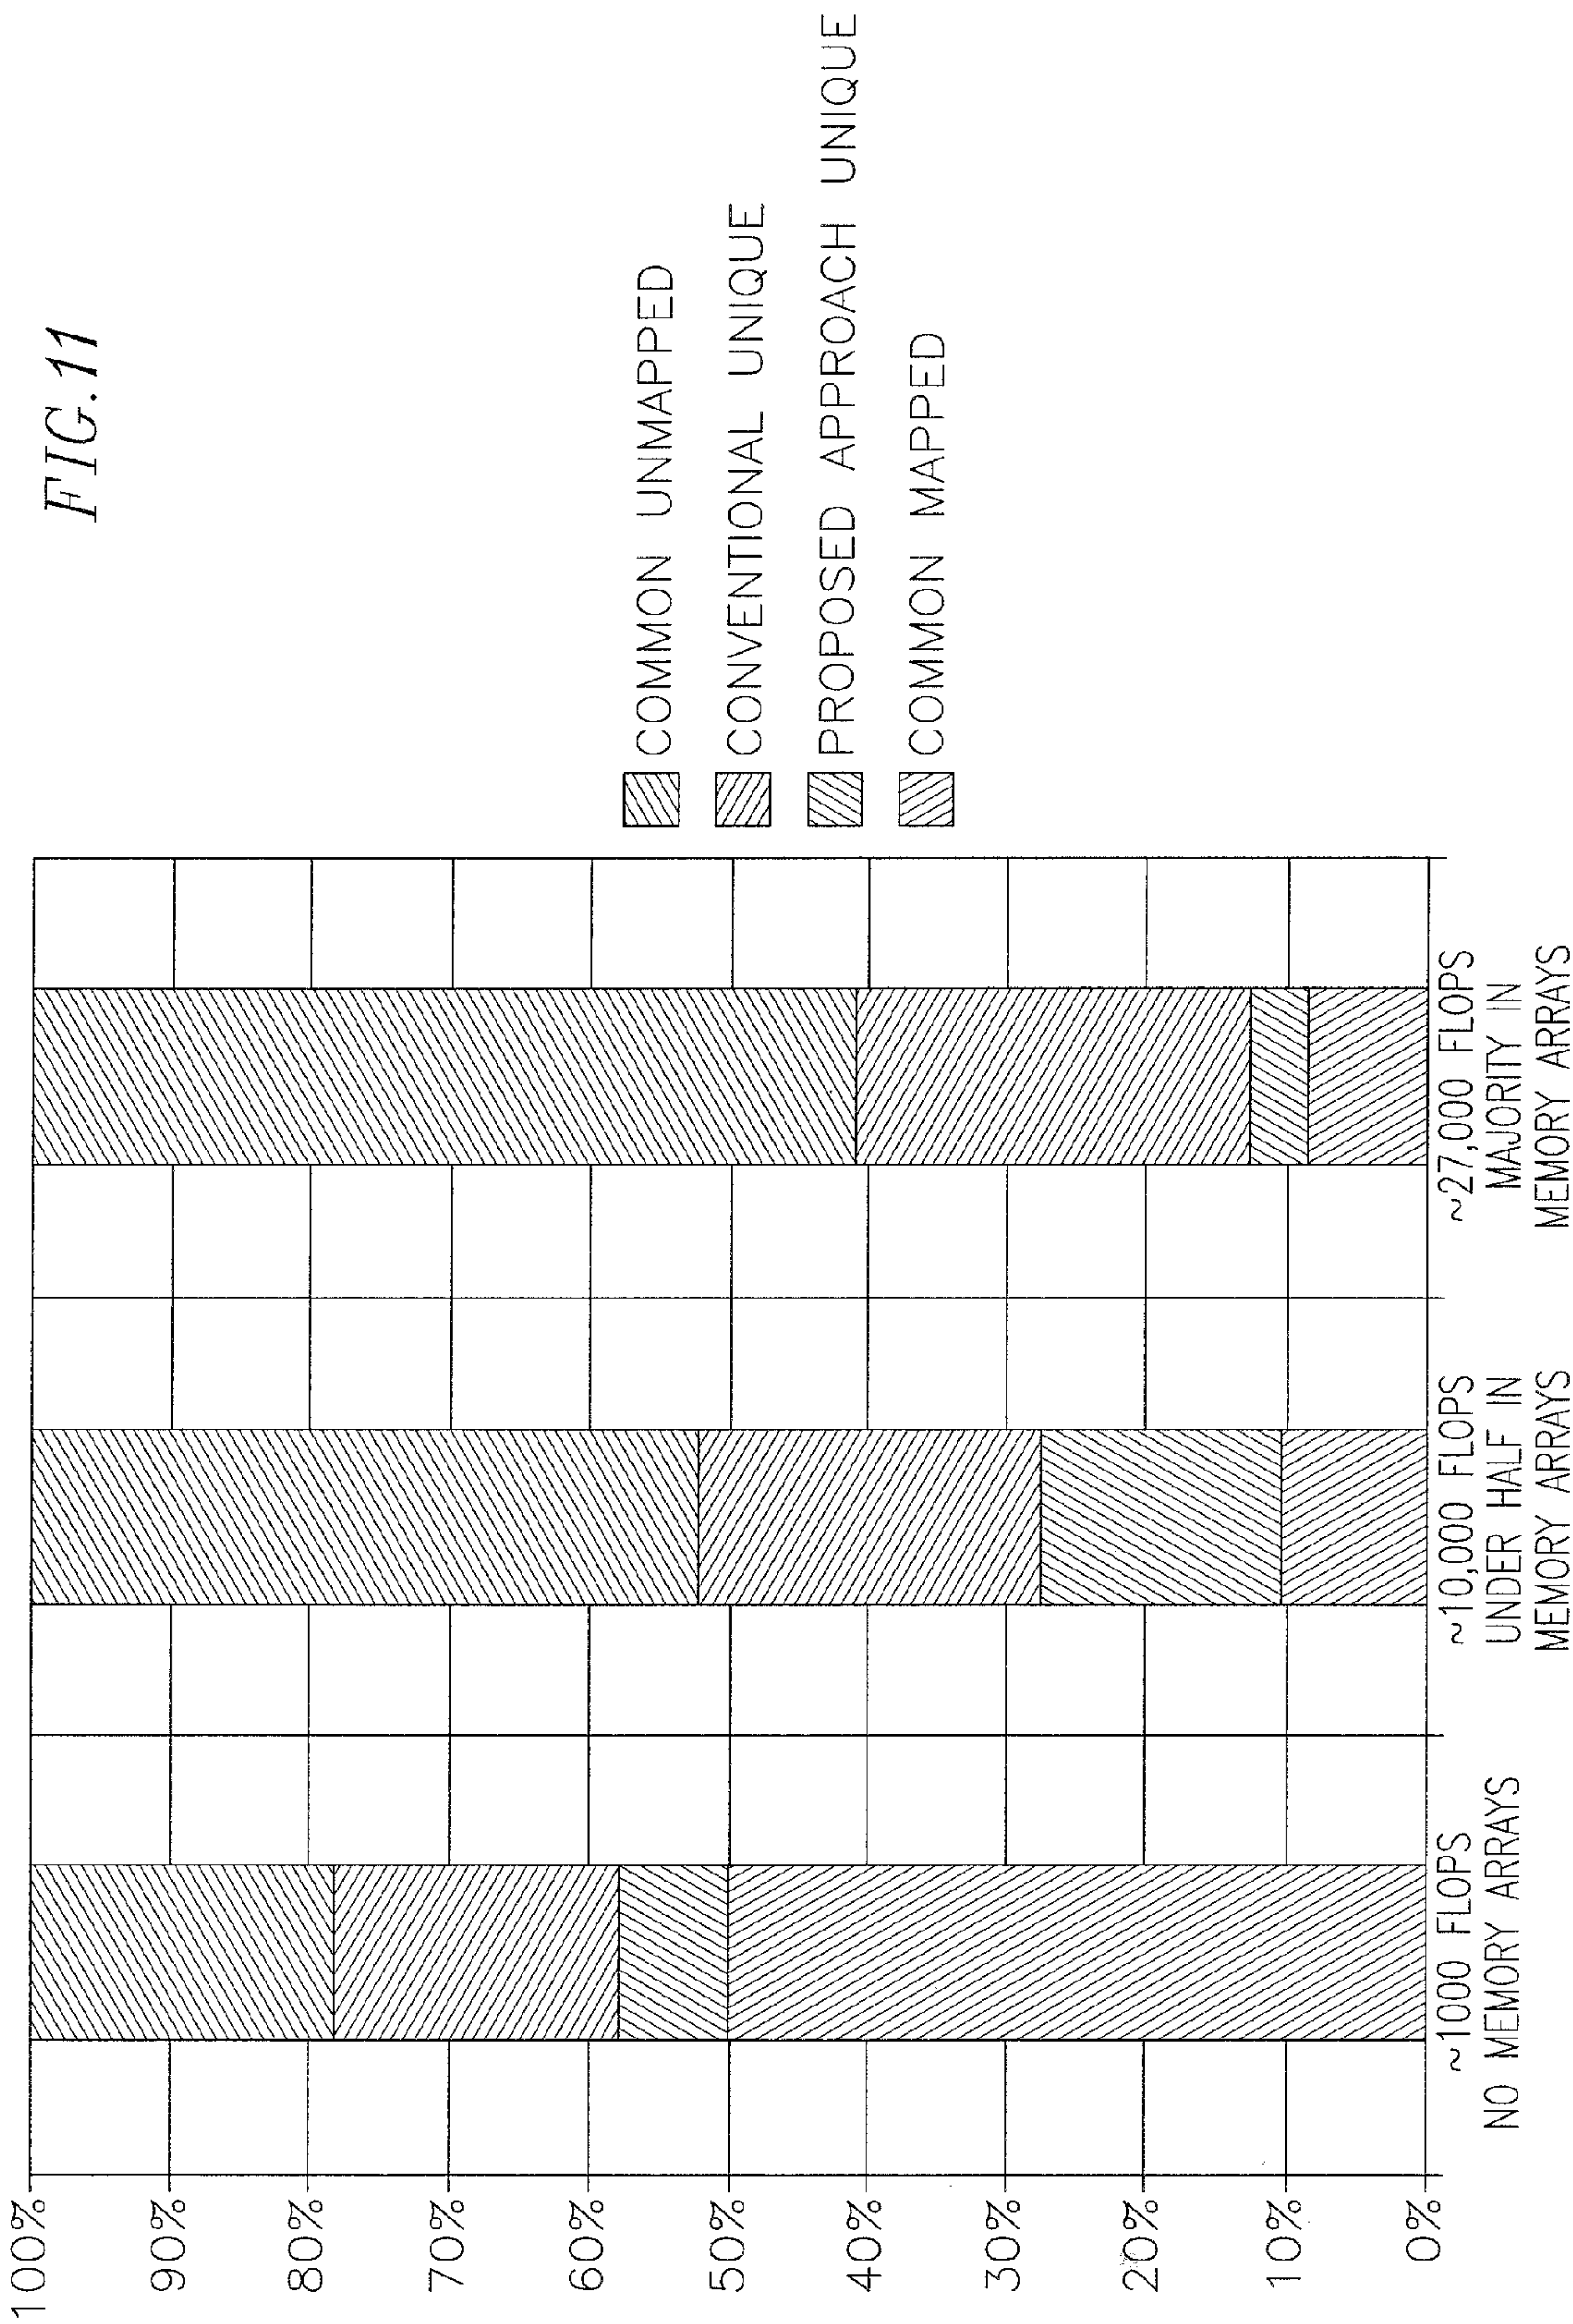 FIG.11
100%
90%
80%
70%
60%
50%
40%
30%
20%
10%
0%
~1000 FLOPS
NO MEMORY ARRAYS
~10,000 FLOPS
UNDER HALF IN
MEMORY ARRAYS
~27,000 FLOPS
MAJORITY IN
MEMORY ARRAYS
COMMON UNMAPPED
CONVENTIONAL UNIQUE
PROPOSED APPROACH UNIQUE
COMMON MAPPED